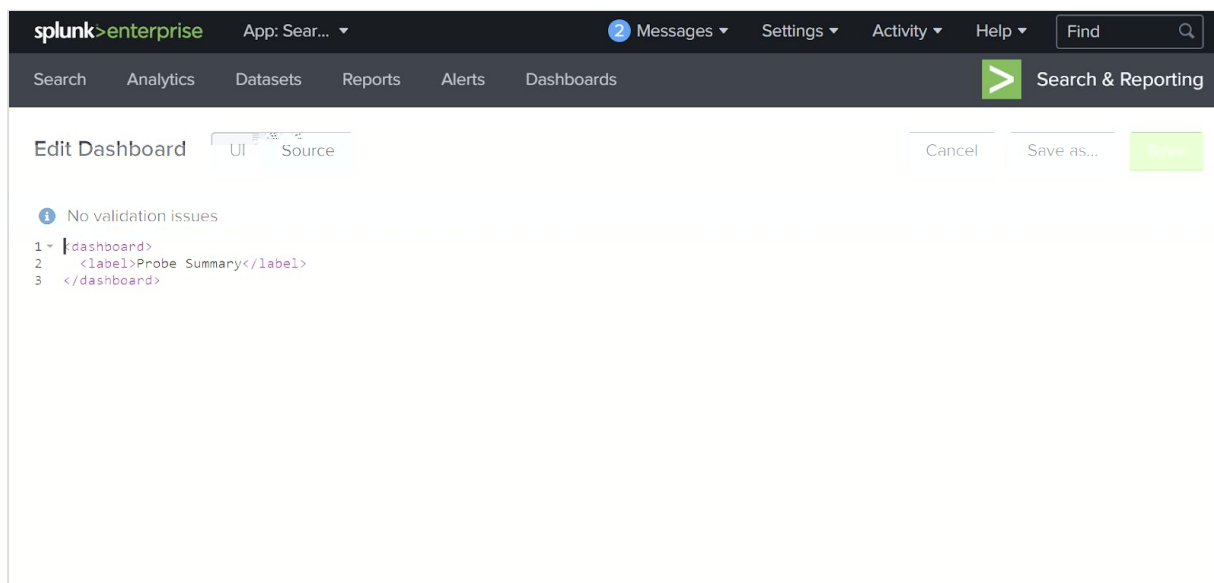 splunk>enterprise App: Sear... 2 Messages Settings Activity Help Find
Search Analytics Datasets Reports Alerts Dashboards > Search & Reporting
Edit Dashboard UI Source Cancel Save as...
No validation issues
1 <dashboard>
2 <label>Probe Summary</label>
3 </dashboard>